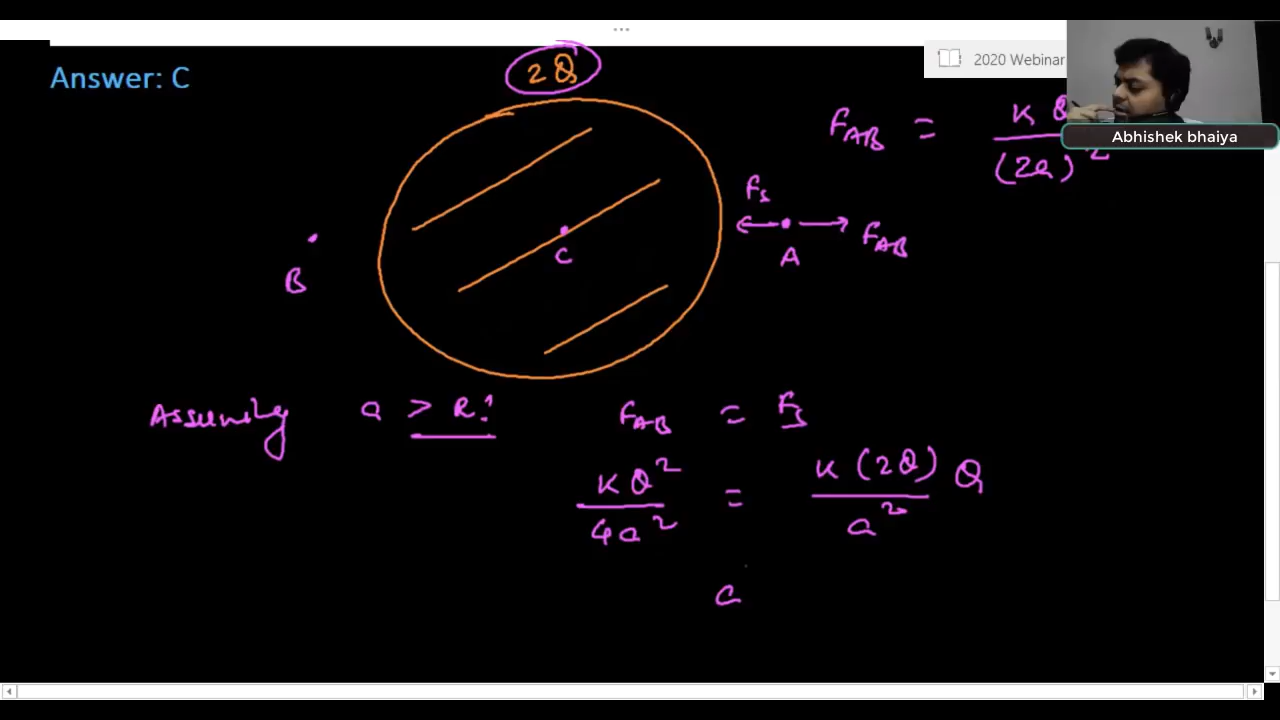 2Q
2020 Webinar
Answer: C
Abhishek bhaiya
F_AB = K
(2a)^2
F_s
F_AB
A
B
C
Assuming a > R!
F_AB = F_s
KQ^2 / 4a^2 = K(2Q)Q / a^2
a